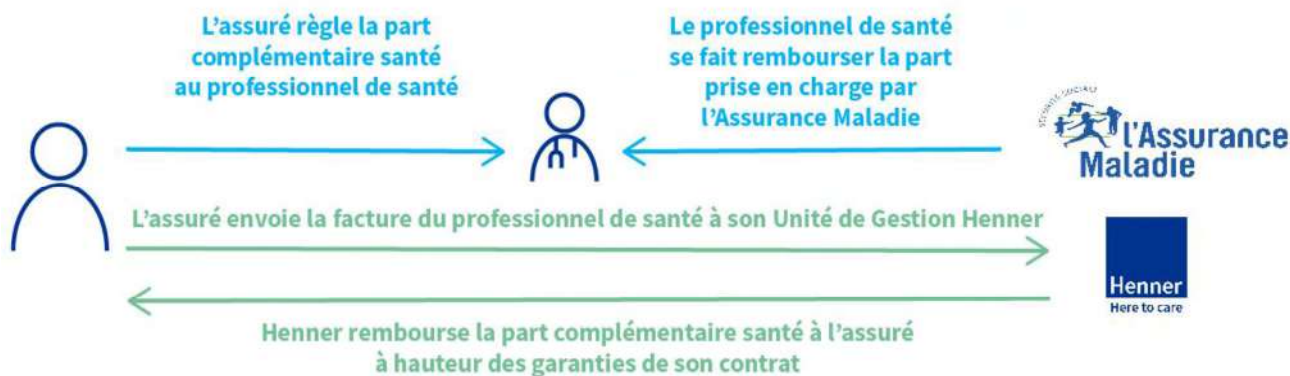 L'assuré règle la part
complémentaire santé
au professionnel de santé
Le professionnel de santé
se fait rembourser la part
prise en charge par
l'Assurance Maladie
SÉCURITÉ SOCIALE
l'Assurance
Maladie
L'assuré envoie la facture du professionnel de santé à son Unité de Gestion Henner
Henner
Here to care
Henner rembourse la part complémentaire santé à l'assuré
à hauteur des garanties de son contrat